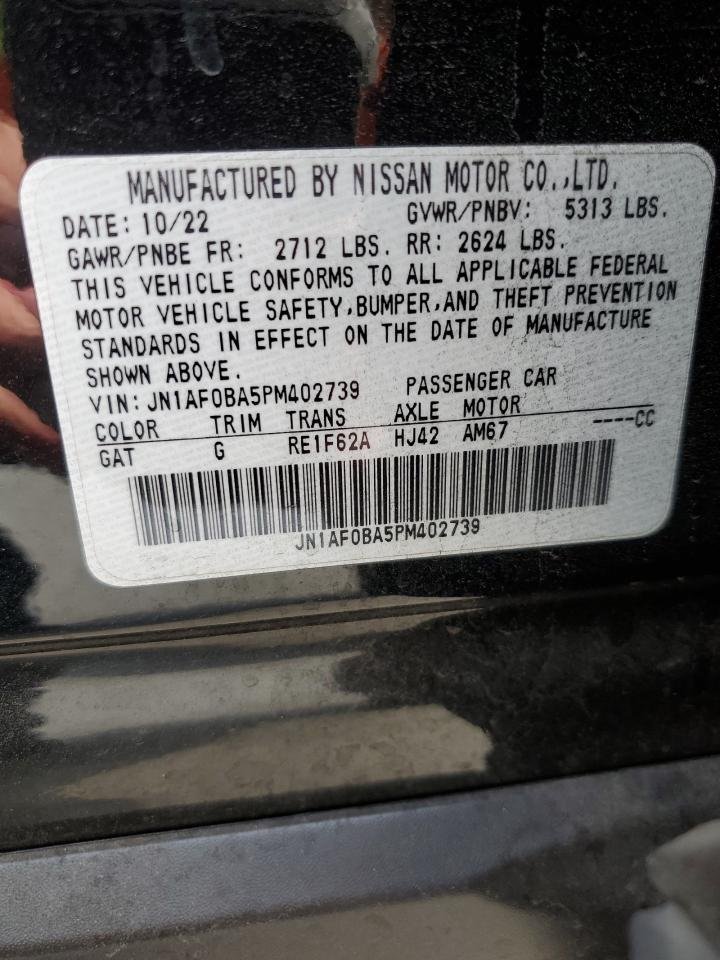 MANUFACTURED BY NISSAN MOTOR CO.,LTD.
DATE: 10/22 GVWR/PNBV: 5313 LBS.
GAWR/PNBE FR: 2712 LBS. RR: 2624 LBS.
THIS VEHICLE CONFORMS TO ALL APPLICABLE FEDERAL
MOTOR VEHICLE SAFETY,BUMPER,AND THEFT PREVENTION
STANDARDS IN EFFECT ON THE DATE OF MANUFACTURE
SHOWN ABOVE.
VIN:JN1AF0BA5PM402739 PASSENGER CAR
COLOR TRIM TRANS AXLE MOTOR ----CC
GAT G RE1F62A HJ42 AM67
JN1AF0BA5PM402739